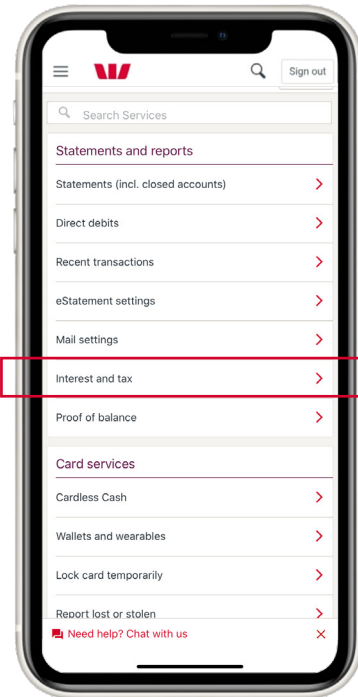 Sign out
Search Services
Statements and reports
Statements (incl. closed accounts)
Direct debits
Recent transactions
eStatement settings
Mail settings
Interest and tax
Proof of balance
Card services
Cardless Cash
Wallets and wearables
Lock card temporarily
Report lost or stolen
Need help? Chat with us